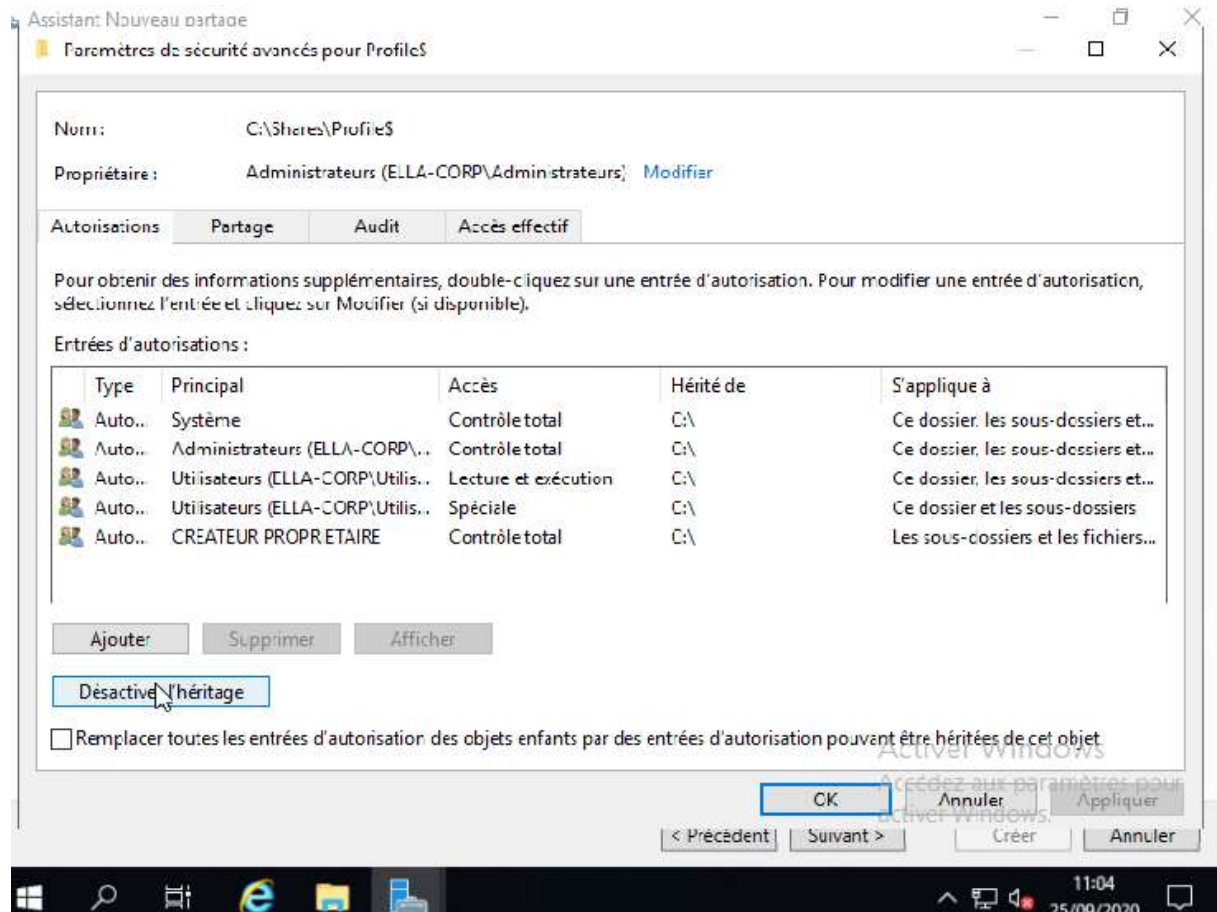 Assistant Nouveau partage
Paramètres de sécurité avancés pour Profile$
Nom : C:\Shares\Profile$
Propriétaire : Administrateurs (ELLA-CORP\Administrateurs) Modifier
Autorisations Partage Audit Accès effectif
Pour obtenir des informations supplémentaires, double-cliquez sur une entrée d'autorisation. Pour modifier une entrée d'autorisation,
sélectionnez l'entrée et cliquez sur Modifier (si disponible).
Entrées d'autorisations :
Type Principal Accès Hérité de S'applique à
Auto... Système Contrôle total C:\ Ce dossier, les sous-dossiers et...
Auto... Administrateurs (ELLA-CORP\... Contrôle total C:\ Ce dossier, les sous-dossiers et...
Auto... Utilisateurs (ELLA-CORP\Utilis... Lecture et exécution C:\ Ce dossier, les sous-dossiers et...
Auto... Utilisateurs (ELLA-CORP\Utilis... Spéciale C:\ Ce dossier et les sous-dossiers
Auto... CREATEUR PROPRIETAIRE Contrôle total C:\ Les sous-dossiers et les fichiers...
Ajouter Supprimer Afficher
Désactiver l'héritage
Remplacer toutes les entrées d'autorisation des objets enfants par des entrées d'autorisation pouvant être héritées de cet objet
Activer Windows
Accédez aux paramètres pour
activer Windows.
OK Annuler Appliquer
< Précédent Suivant > Créer Annuler
11:04
25/09/2020